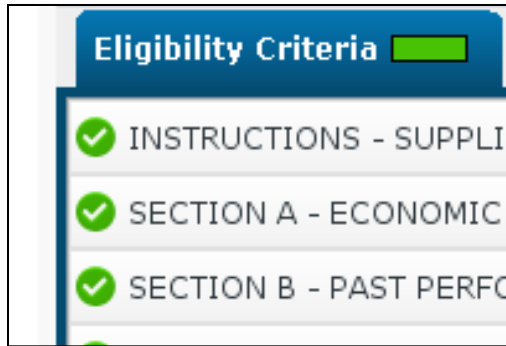 Eligibility Criteria
INSTRUCTIONS - SUPPLI
SECTION A - ECONOMIC
SECTION B - PAST PERFO